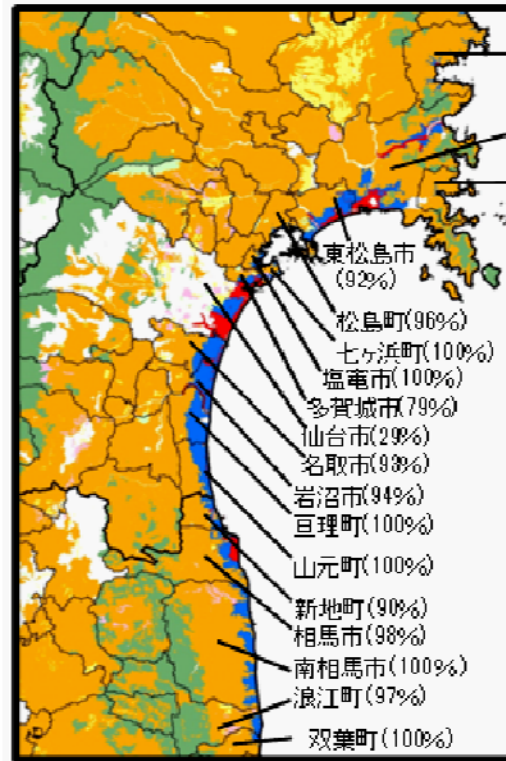 東松島市
(92%)
松島町(96%)
七ヶ浜町(100%)
塩竈市(100%)
多賀城市(79%)
仙台市(29%)
名取市(93%)
岩沼市(94%)
亘理町(100%)
山元町(100%)
新地町(90%)
相馬市(98%)
南相馬市(100%)
浪江町(97%)
双葉町(100%)